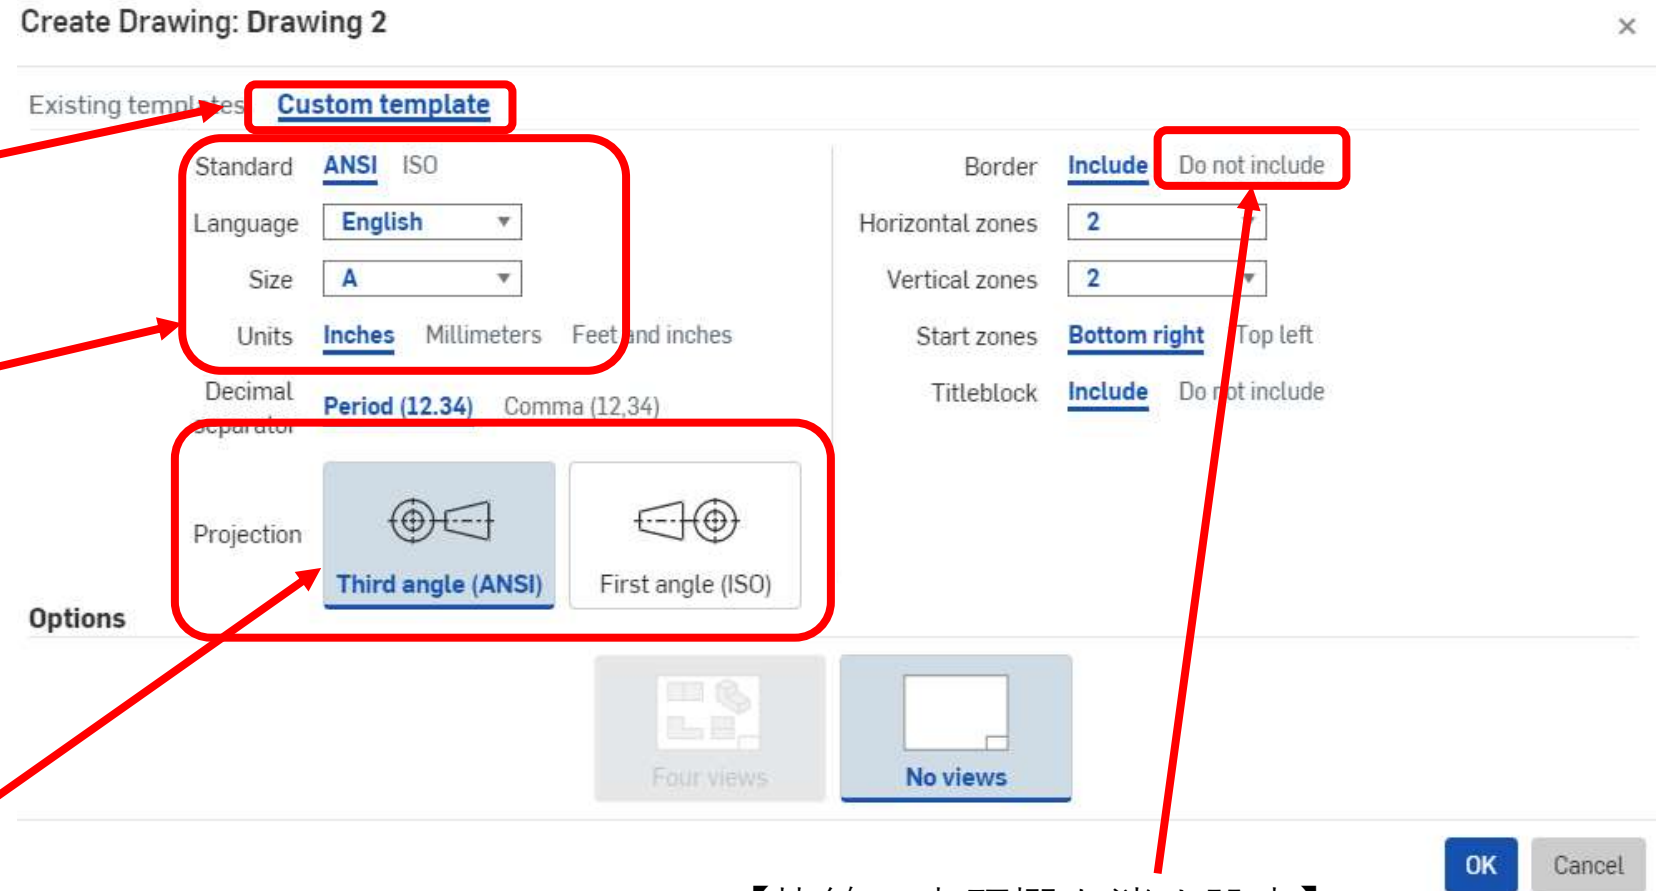 Create Drawing: Drawing 2
Existing templates Custom template
Standard ANSI ISO
Language English
Size A
Units Inches Millimeters Feet and inches
Decimal separator Period (12.34) Comma (12,34)
Projection
Third angle (ANSI) First angle (ISO)
Border Include Do not include
Horizontal zones 2
Vertical zones 2
Start zones Bottom right Top left
Titleblock Include Do not include
Options
Four views No views
OK Cancel